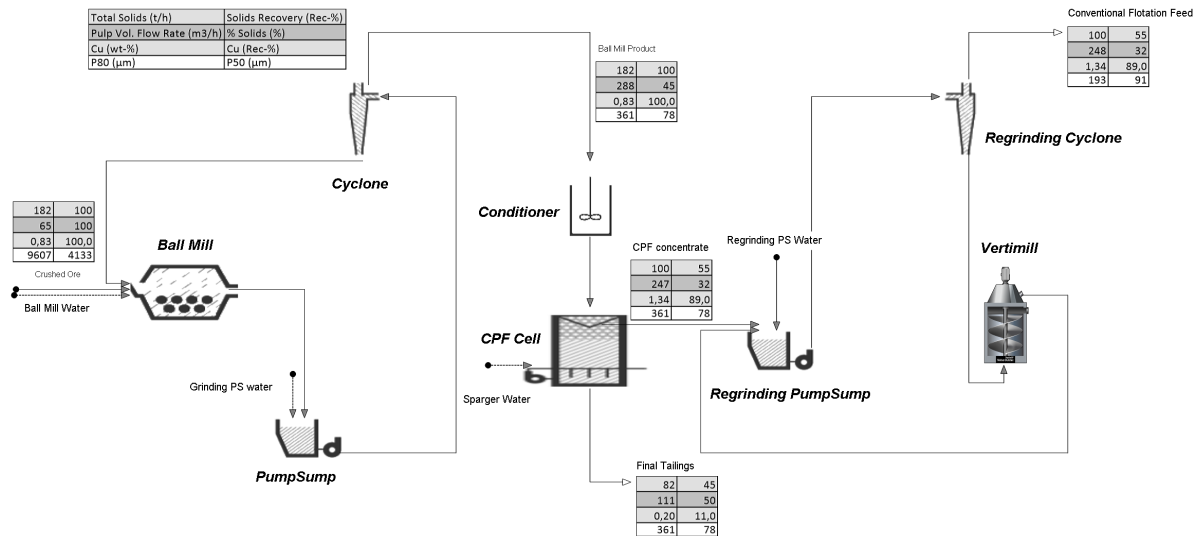 Total Solids (t/h) Solids Recovery (Rec-%)
Pulp Vol. Flow Rate (m3/h) % Solids (%)
Cu (wt-%) Cu (Rec-%)
P80 (µm) P50 (µm)
Conventional Flotation Feed
100 55
248 32
1,34 89,0
193 91
Ball Mill Product
182 100
288 45
0,83 100,0
361 78
Regrinding Cyclone
Cyclone
182 100
65 100
0,83 100,0
9607 4133
Crushed Ore
Ball Mill
Ball Mill Water
Conditioner
CPF concentrate
100 55
247 32
1,34 89,0
361 78
Regrinding PS Water
Vertimill
CPF Cell
Sparger Water
Regrinding PumpSump
Grinding PS water
PumpSump
Final Tailings
82 45
111 50
0,20 11,0
361 78